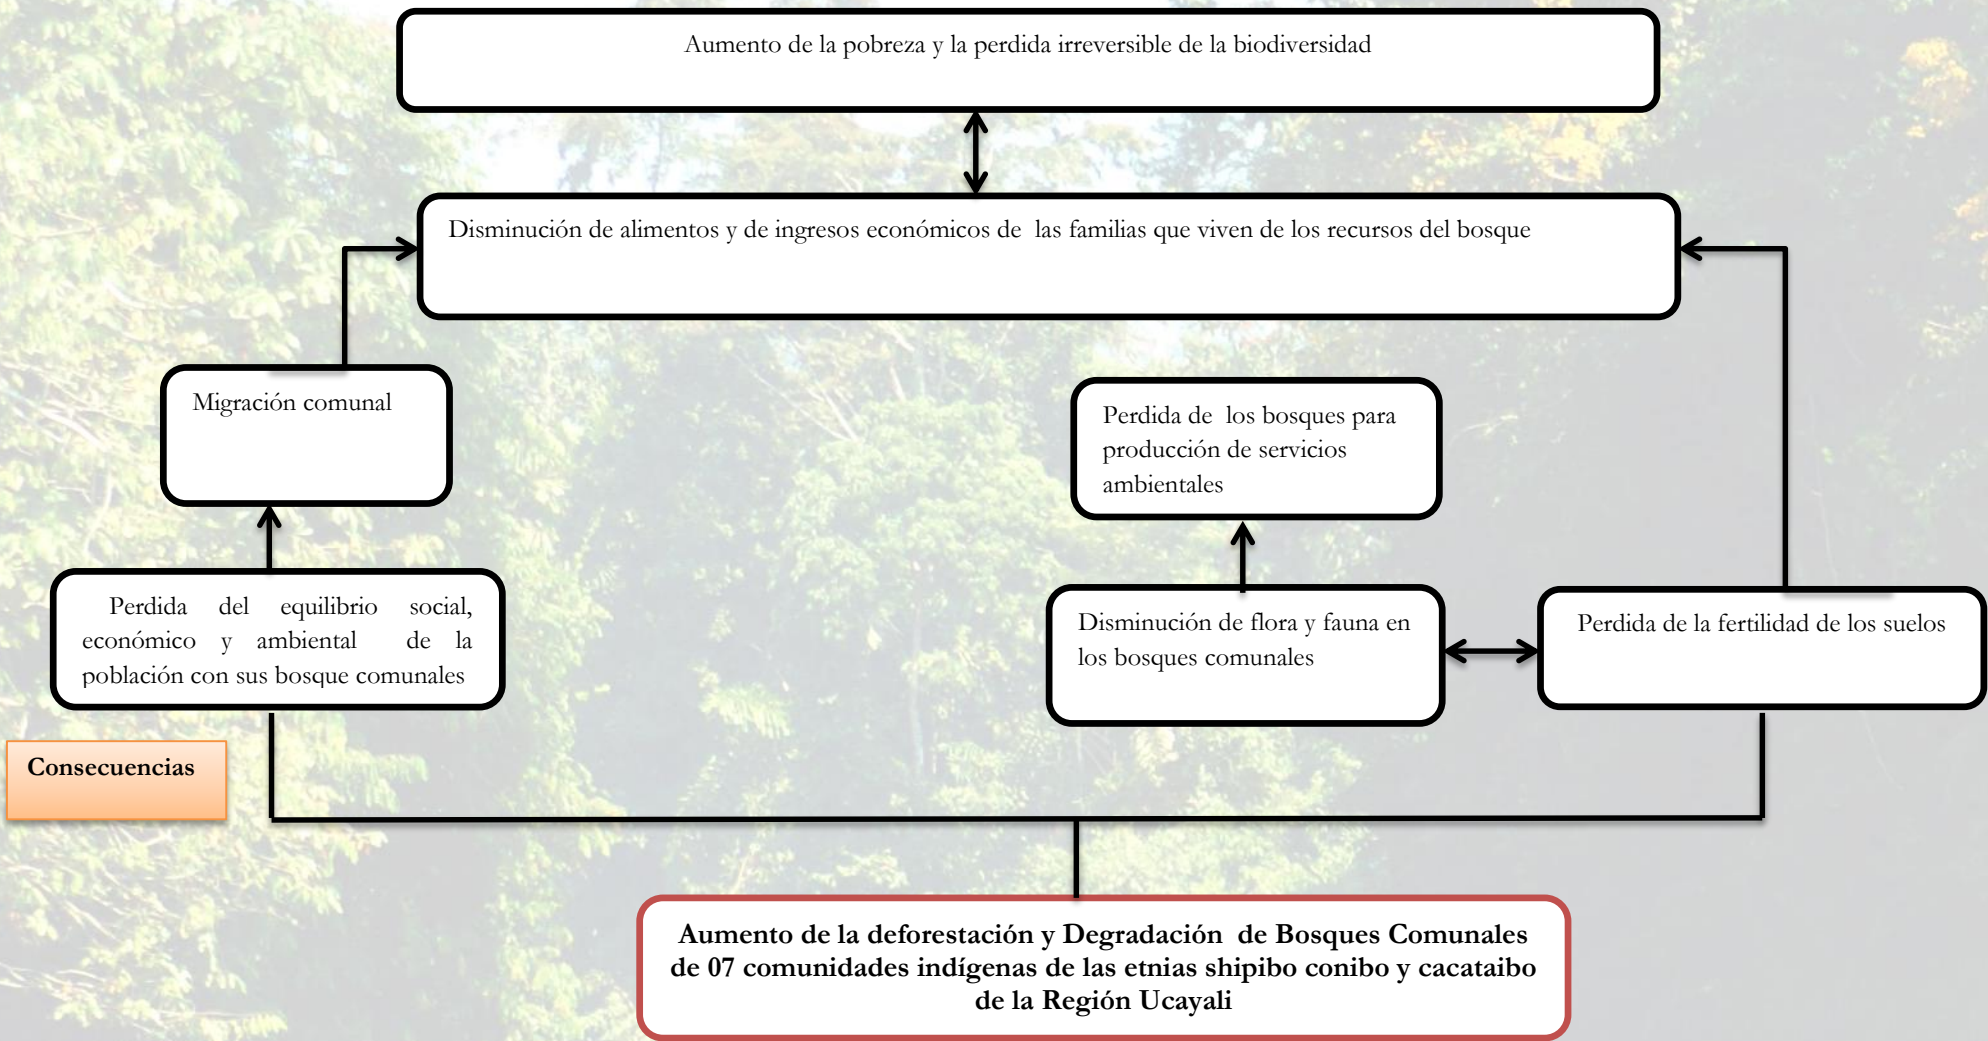 Aumento de la pobreza y la perdida irreversible de la biodiversidad
Disminución de alimentos y de ingresos económicos de las familias que viven de los recursos del bosque
Migración comunal
Perdida de los bosques para
producción de servicios
ambientales
Perdida del equilibrio social,
económico y ambiental de la
población con sus bosque comunales
Disminución de flora y fauna en
los bosques comunales
Perdida de la fertilidad de los suelos
Consecuencias
Aumento de la deforestación y Degradación de Bosques Comunales
de 07 comunidades indígenas de las etnias shipibo conibo y cacataibo
de la Región Ucayali